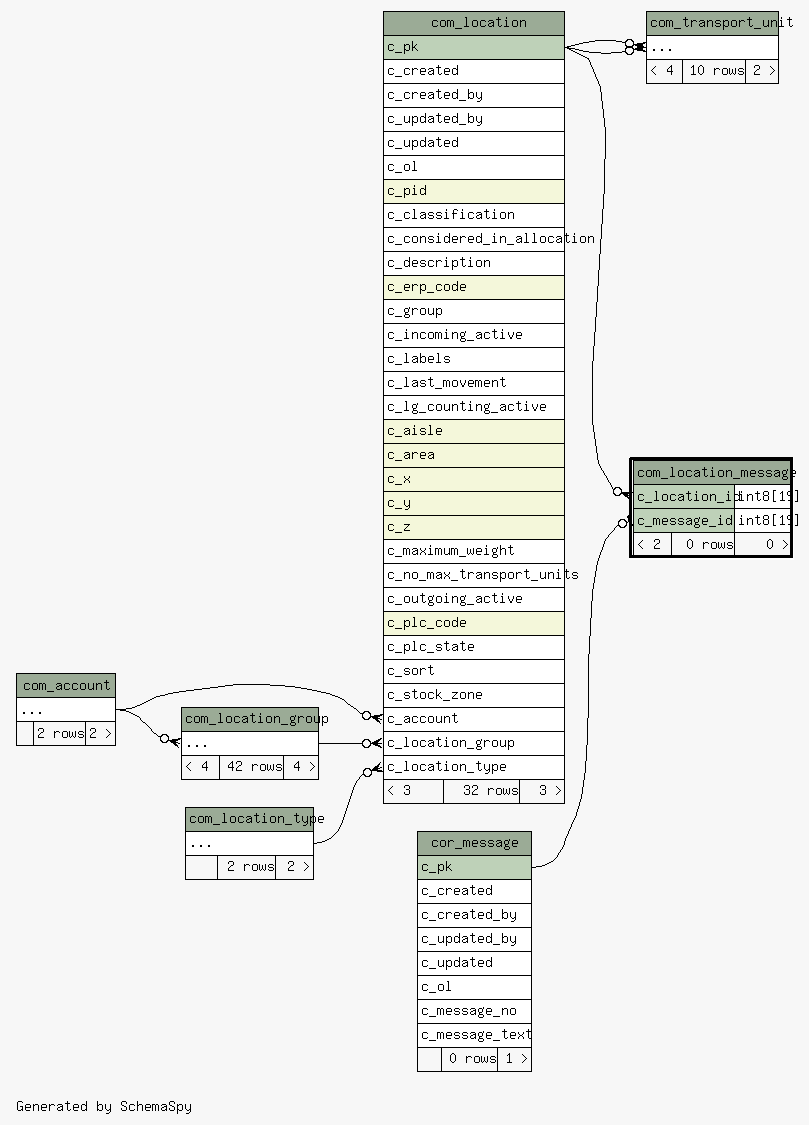 com_location
c_pk
c_created
c_created_by
c_updated_by
c_updated
c_ol
c_pid
c_classification
c_considered_in_allocation
c_description
c_erp_code
c_group
c_incoming_active
c_labels
c_last_movement
c_lg_counting_active
c_aisle
c_area
c_x
c_y
c_z
c_maximum_weight
c_no_max_transport_units
c_outgoing_active
c_plc_code
c_plc_state
c_sort
c_stock_zone
c_account
c_location_group
c_location_type
< 3 32 rows 3 >
com_transport_unit
...
< 4 10 rows 2 >
com_location_message
c_location_id int8[19]
c_message_id int8[19]
< 2 0 rows 0 >
com_account
...
2 rows 2 >
com_location_group
...
< 4 42 rows 4 >
com_location_type
...
2 rows 2 >
cor_message
c_pk
c_created
c_created_by
c_updated_by
c_updated
c_ol
c_message_no
c_message_text
0 rows 1 >
Generated by SchemaSpy